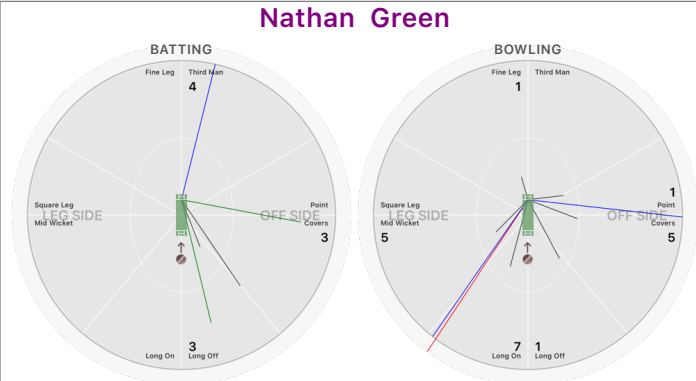 Nathan Green
BATTING
Fine Leg
Third Man
4
Square Leg
LEG SIDE
Mid Wicket
Point
OFF SIDE
Covers
3
3
Long On
Long Off
BOWLING
Fine Leg
Third Man
1
Square Leg
LEG SIDE
Mid Wicket
5
1
Point
OFF SIDE
Covers
5
7
1
Long On
Long Off